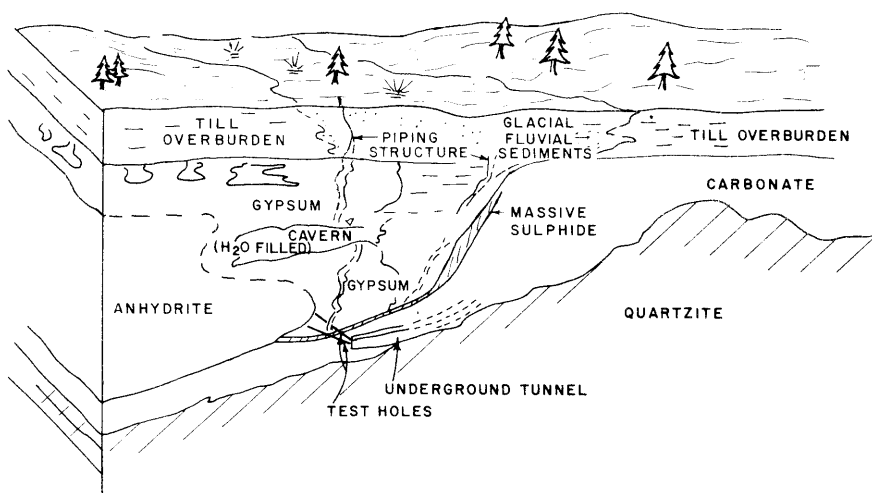 TILL
OVERBURDEN
PIPING
STRUCTURE
GLACIAL
FLUVIAL
SEDIMENTS
TILL OVERBURDEN
CARBONATE
GYPSUM
MASSIVE
SULPHIDE
CAVERN
(H₂O FILLED)
GYPSUM
ANHYDRITE
QUARTZITE
UNDERGROUND TUNNEL
TEST HOLES